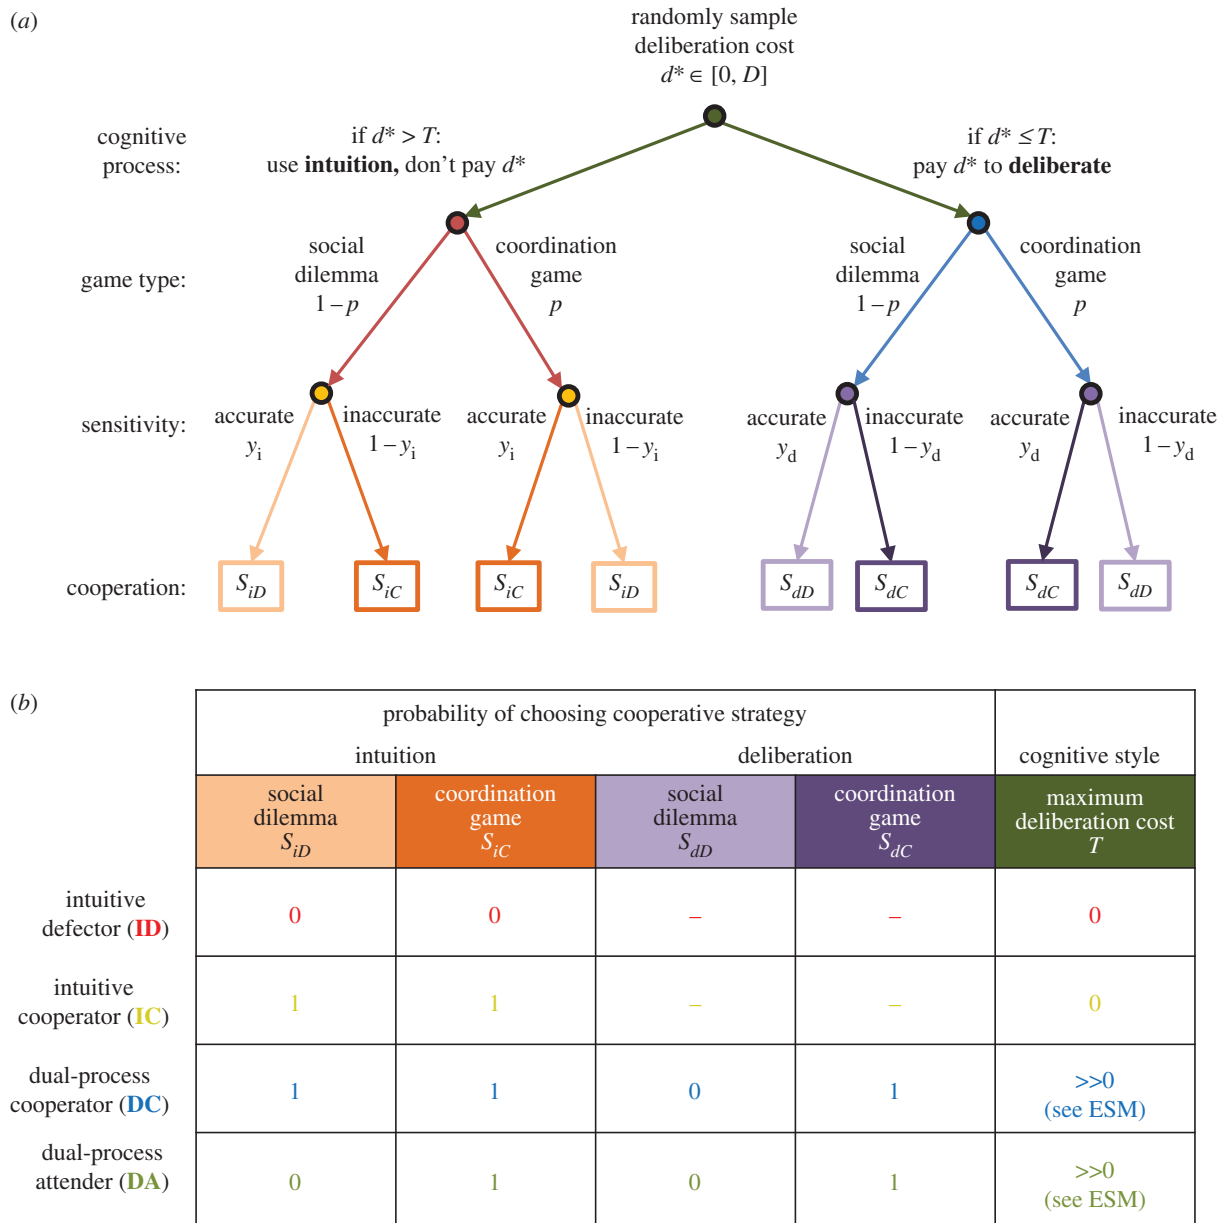 (a)
randomly sample
deliberation cost
d* ∈ [0, D]
cognitive
process:
if d* > T:
use intuition, don't pay d*
if d* ≤ T:
pay d* to deliberate
game type:
social
dilemma
1 – p
coordination
game
p
social
dilemma
1 – p
coordination
game
p
sensitivity:
accurate
yi
inaccurate
1 – yi
accurate
yi
inaccurate
1 – yi
accurate
yd
inaccurate
1 – yd
accurate
yd
inaccurate
1 – yd
cooperation:
SiD
SiC
SiC
SiD
SdD
SdC
SdC
SdD
(b)
probability of choosing cooperative strategy
intuition deliberation cognitive style
social
dilemma
SiD
coordination
game
SiC
social
dilemma
SdD
coordination
game
SdC
maximum
deliberation cost
T
intuitive
defector (ID)
0 0 – – 0
intuitive
cooperator (IC)
1 1 – – 0
dual-process
cooperator (DC)
1 1 0 1
>>0
(see ESM)
dual-process
attender (DA)
0 1 0 1
>>0
(see ESM)